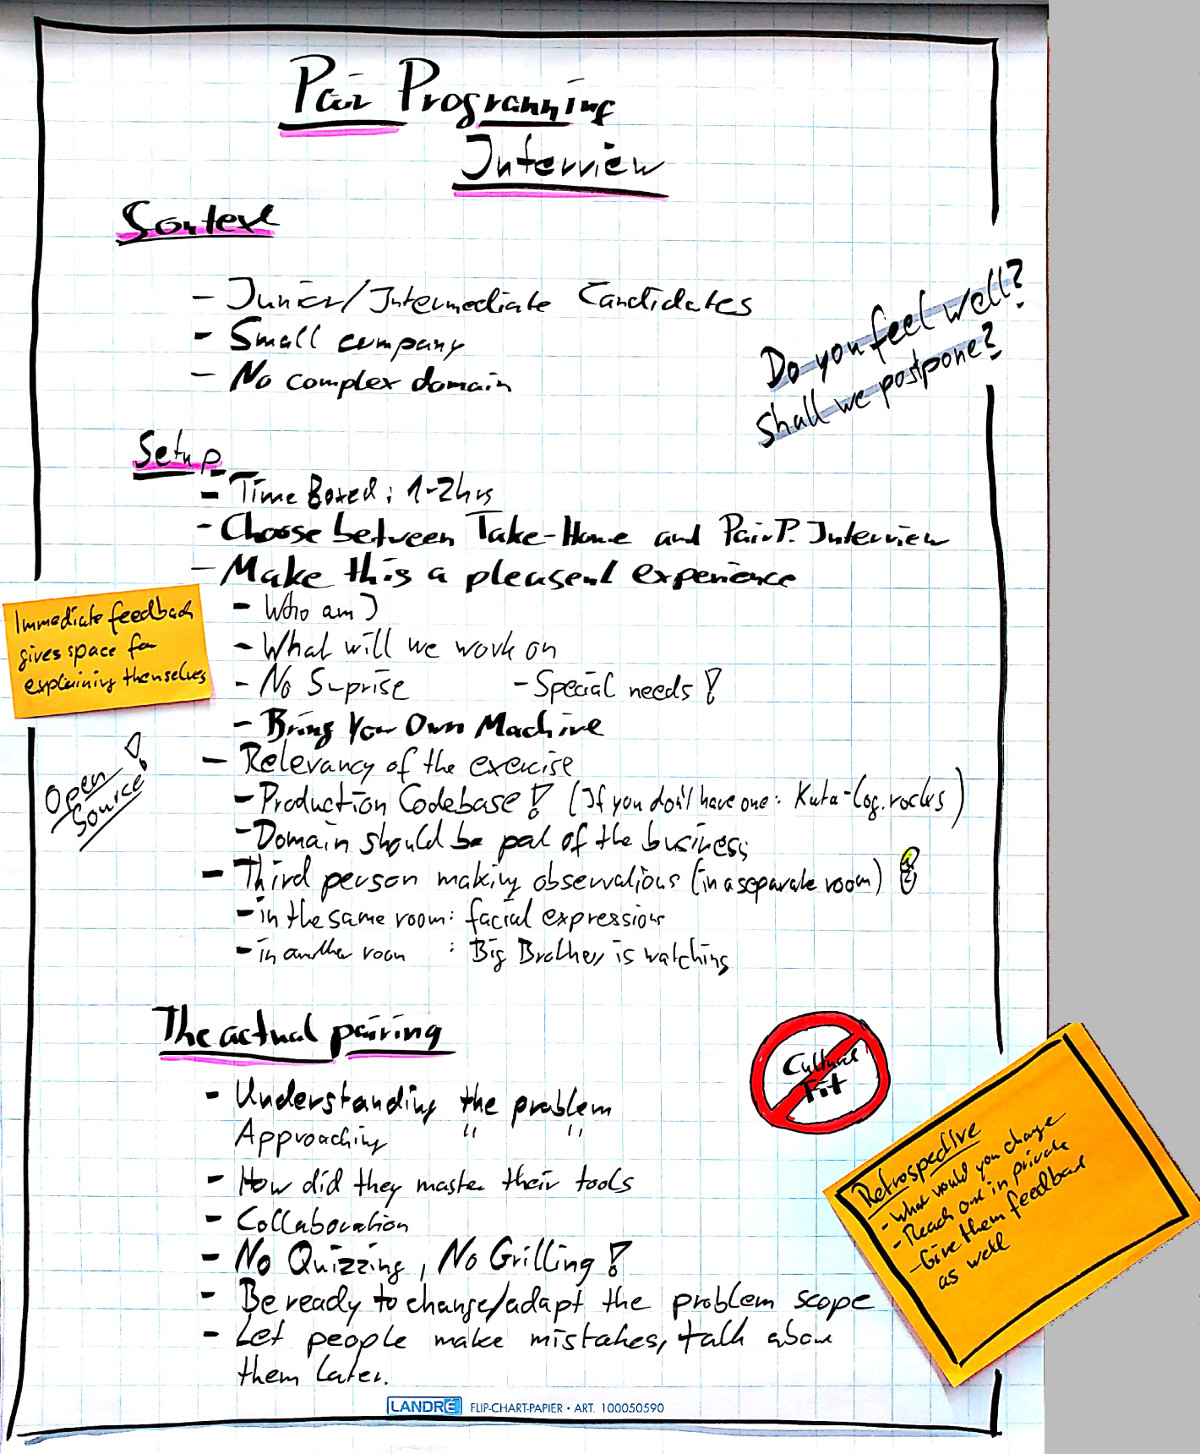 Pair Programming
Interview
Context
- Junior/Intermediate Candidates
- Small company
- No complex domain
Do you feel well?
Shall we postpone?
Setup
- Time Boxed: 1-2hrs
- Choose between Take-Home and Pair P. Interview
- Make this a pleasent experience
- Who am I
- What will we work on
- No Suprise - Special needs!
- Bring Your Own Machine
Immediate feedback
gives space for
explaining themselves
Open
Source!
- Relevancy of the exercise
- Production Codebase! (If you don't have one: Kata-Log.rocks)
- Domain should be part of the business
- Third person making observations (in a separate room)
- in the same room: facial expression
- in another room : Big Brother is watching
The actual pairing
Cultural
Fit
- Understanding the problem
Approaching " "
- How did they master their tools
- Collaboration
- No Quizzing, No Grilling!
- Be ready to change/adapt the problem scope
- Let people make mistakes, talk about
them later.
Retrospective
- What would you change
- Reach out in private
- Give them feedback
as well
LANDRÉ FLIP-CHART-PAPIER • ART. 100050590